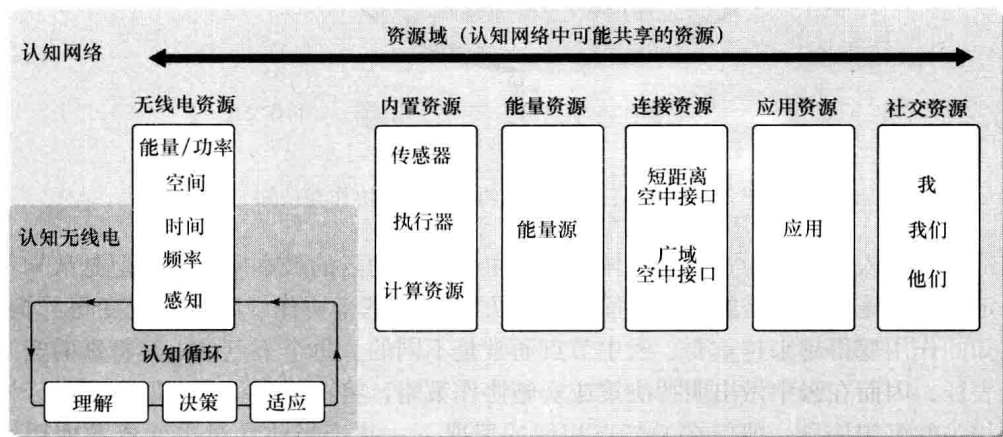 资源域（认知网络中可能共享的资源）
认知网络
无线电资源
能量/功率
空间
时间
频率
感知
内置资源
传感器
执行器
计算资源
能量资源
能量源
连接资源
短距离
空中接口
广域
空中接口
应用资源
应用
社交资源
我
我们
他们
认知无线电
认知循环
理解
决策
适应